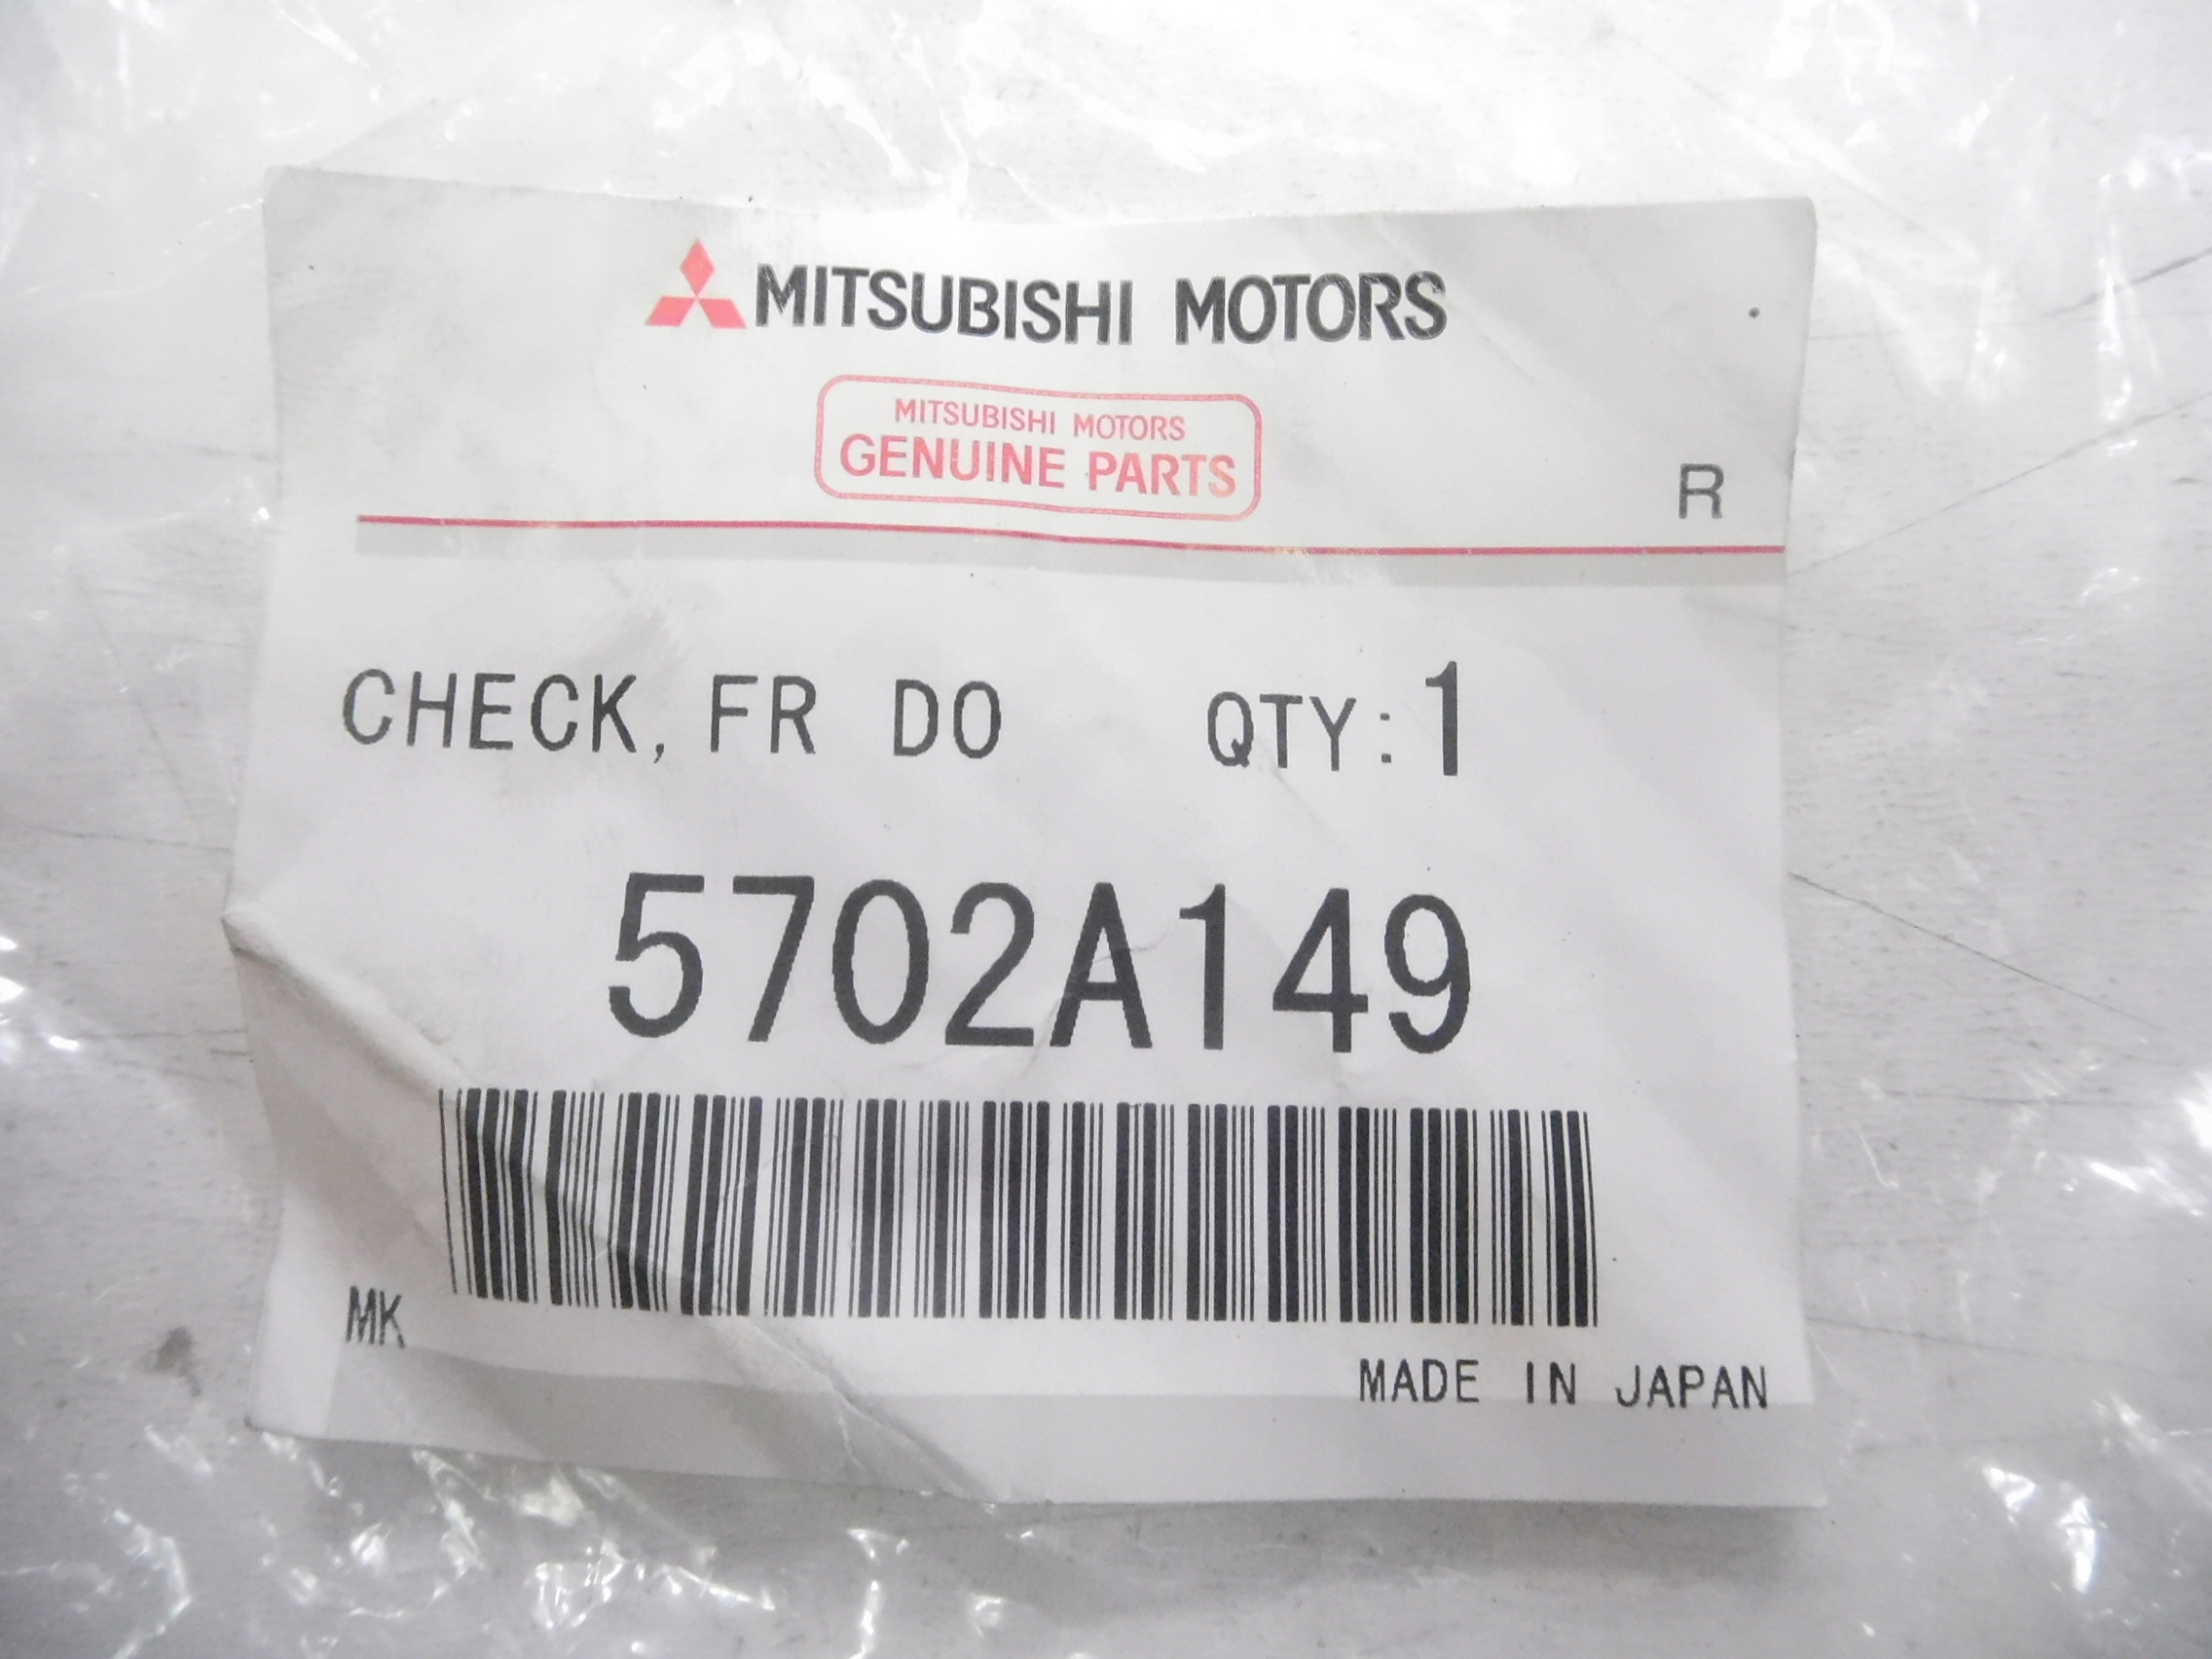 MITSUBISHI MOTORS
MITSUBISHI MOTORS
GENUINE PARTS
R
CHECK, FR DO QTY:1
5702A149
MK
MADE IN JAPAN